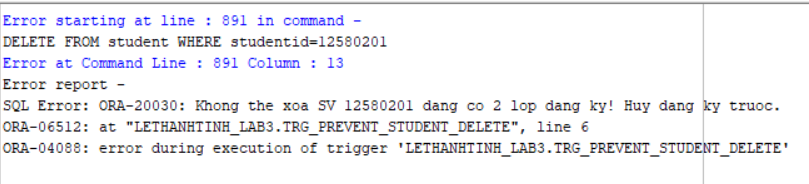 Error starting at line : 891 in command -
DELETE FROM student WHERE studentid=12580201
Error at Command Line : 891 Column : 13
Error report -
SQL Error: ORA-20030: Khong the xoa SV 12580201 dang co 2 lop dang ky! Huy dang ky truoc.
ORA-06512: at "LETHANHTINH_LAB3.TRG_PREVENT_STUDENT_DELETE", line 6
ORA-04088: error during execution of trigger 'LETHANHTINH_LAB3.TRG_PREVENT_STUDENT_DELETE'